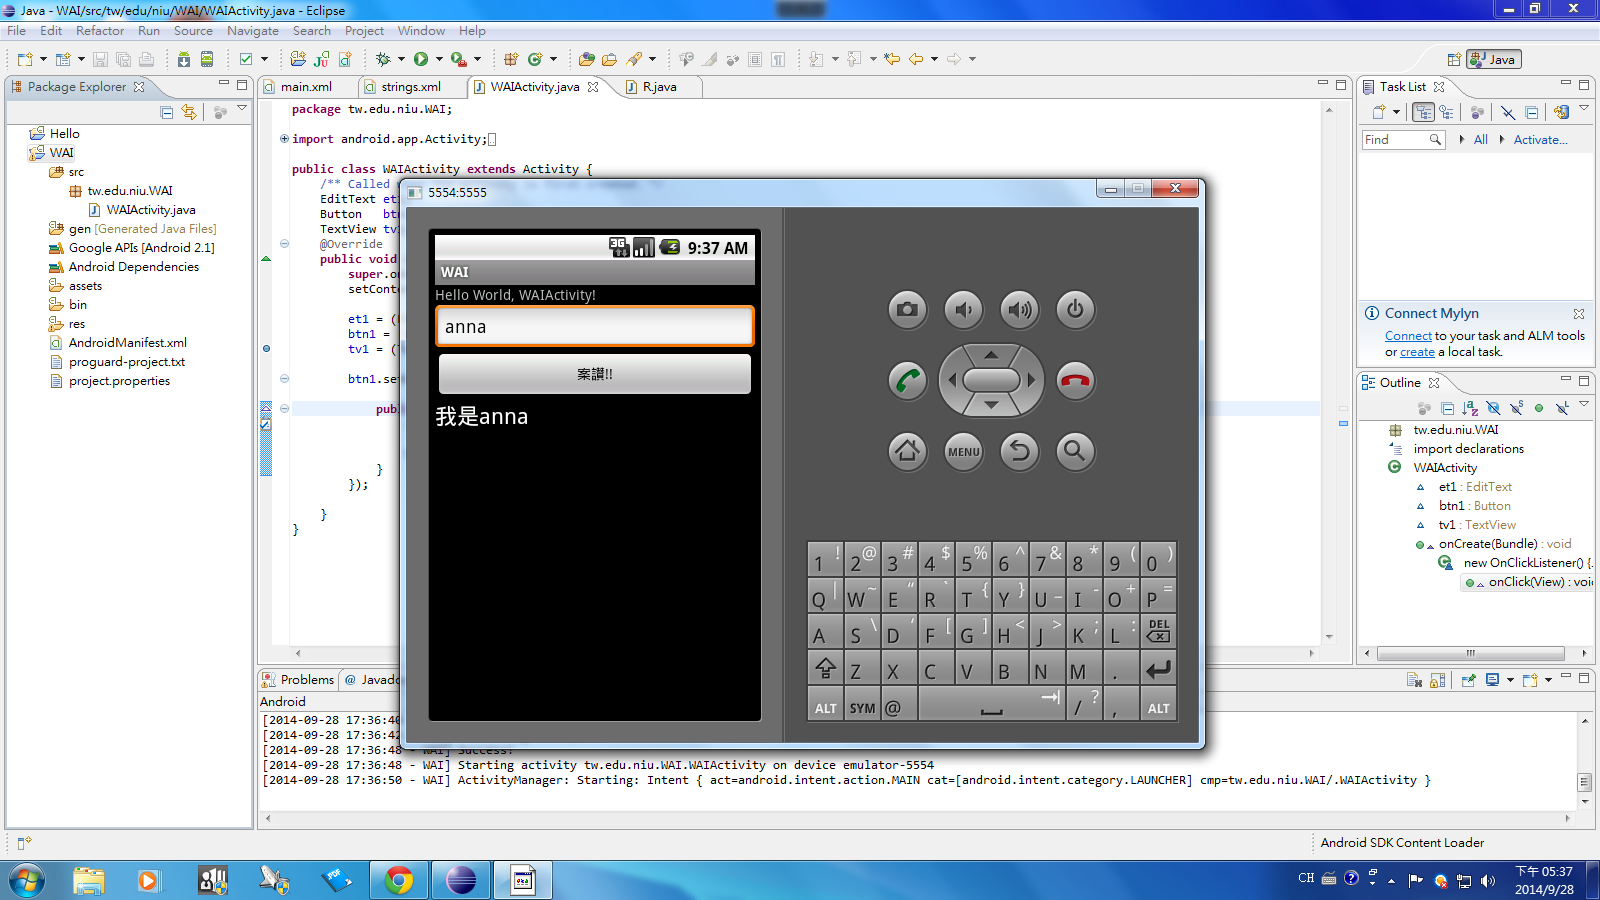 Java - WAI/src/tw/edu/niu/WAI/WAIActivity.java - Eclipse
File Edit Refactor Run Source Navigate Search Project Window Help
Java
Package Explorer
main.xml strings.xml WAIActivity.java R.java
Task List
Hello
WAI
src
tw.edu.niu.WAI
WAIActivity.java
gen [Generated Java Files]
Google APIs [Android 2.1]
Android Dependencies
assets
bin
res
AndroidManifest.xml
proguard-project.txt
project.properties
package tw.edu.niu.WAI;
import android.app.Activity;
public class WAIActivity extends Activity {
/** Called
EditText et
Button btn
TextView tv
@Override
public void
super.on
setConte
et1 = (
btn1 =
tv1 = (
btn1.set
publ
}
});
}
}
5554:5555
3G 9:37 AM
WAI
Hello World, WAIActivity!
anna
案讚!!
我是anna
MENU
1 ! 2 @ 3 # 4 $ 5 % 6 ^ 7 & 8 * 9 ( 0 )
Q | W ~ E " R ` T { Y } U _ I - O + P =
A S \ D ' F [ G ] H < J > K ; L : DEL
Z X C V B N M .
ALT SYM @ / ? , ALT
Find All Activate...
Connect Mylyn
Connect to your task and ALM tools
or create a local task.
Outline
tw.edu.niu.WAI
import declarations
WAIActivity
et1 : EditText
btn1 : Button
tv1 : TextView
onCreate(Bundle) : void
new OnClickListener() {.
onClick(View) : voi
Problems @ Javado
Android
[2014-09-28 17:36:40
[2014-09-28 17:36:42
[2014-09-28 17:36:48 - WAI] Success!
[2014-09-28 17:36:48 - WAI] Starting activity tw.edu.niu.WAI.WAIActivity on device emulator-5554
[2014-09-28 17:36:50 - WAI] ActivityManager: Starting: Intent { act=android.intent.action.MAIN cat=[android.intent.category.LAUNCHER] cmp=tw.edu.niu.WAI/.WAIActivity }
Android SDK Content Loader
PDF
CH
下午 05:37
2014/9/28